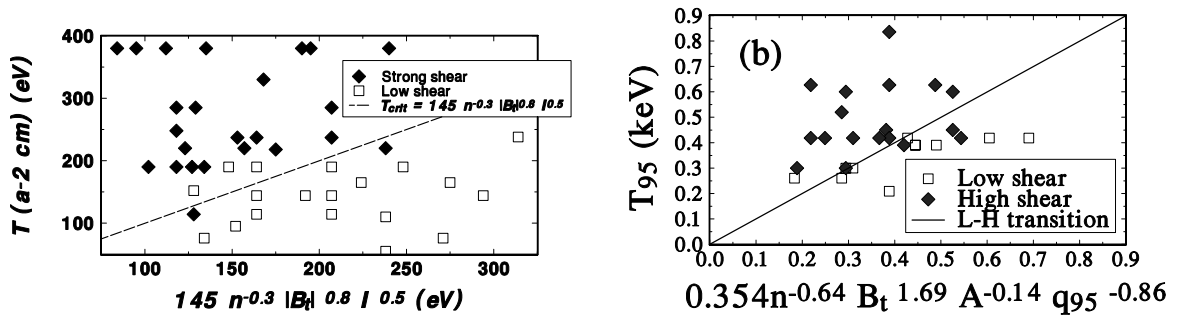 T (a-2 cm) (eV)
400
300
200
100
Strong shear
Low shear
T_crit = 145 n^-0.3 |B_t|^0.8 I^0.5
100 150 200 250 300
145 n^-0.3 |B_t|^0.8 I^0.5 (eV)
T_95 (keV)
0.9
0.8
0.7
0.6
0.5
0.4
0.3
0.2
0.1
0.0
(b)
Low shear
High shear
L-H transition
0.0 0.1 0.2 0.3 0.4 0.5 0.6 0.7 0.8 0.9
0.354n^-0.64 B_t^1.69 A^-0.14 q_95^-0.86